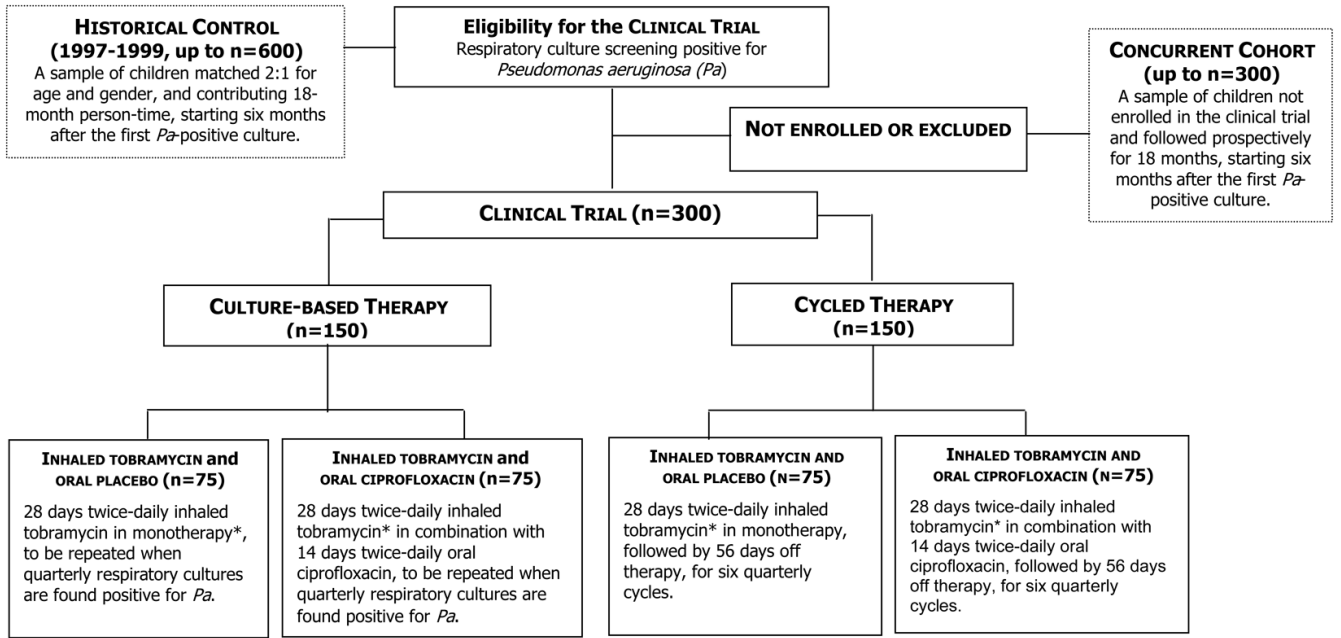 HISTORICAL CONTROL
(1997-1999, up to n=600)
A sample of children matched 2:1 for
age and gender, and contributing 18-
month person-time, starting six months
after the first Pa-positive culture.
Eligibility for the CLINICAL TRIAL
Respiratory culture screening positive for
Pseudomonas aeruginosa (Pa)
CONCURRENT COHORT
(up to n=300)
A sample of children not
enrolled in the clinical trial
and followed prospectively
for 18 months, starting six
months after the first Pa-
positive culture.
NOT ENROLLED OR EXCLUDED
CLINICAL TRIAL (n=300)
CULTURE-BASED THERAPY
(n=150)
CYCLED THERAPY
(n=150)
INHALED TOBRAMYCIN and
ORAL PLACEBO (n=75)
28 days twice-daily inhaled
tobramycin in monotherapy*,
to be repeated when
quarterly respiratory cultures
are found positive for Pa.
INHALED TOBRAMYCIN and
ORAL CIPROFLOXACIN (n=75)
28 days twice-daily inhaled
tobramycin* in combination with
14 days twice-daily oral
ciprofloxacin, to be repeated when
quarterly respiratory cultures are
found positive for Pa.
INHALED TOBRAMYCIN AND
ORAL PLACEBO (N=75)
28 days twice-daily inhaled
tobramycin* in monotherapy,
followed by 56 days off
therapy, for six quarterly
cycles.
INHALED TOBRAMYCIN AND
ORAL CIPROFLOXACIN (N=75)
28 days twice-daily inhaled
tobramycin* in combination with
14 days twice-daily oral
ciprofloxacin, followed by 56 days
off therapy, for six quarterly
cycles.